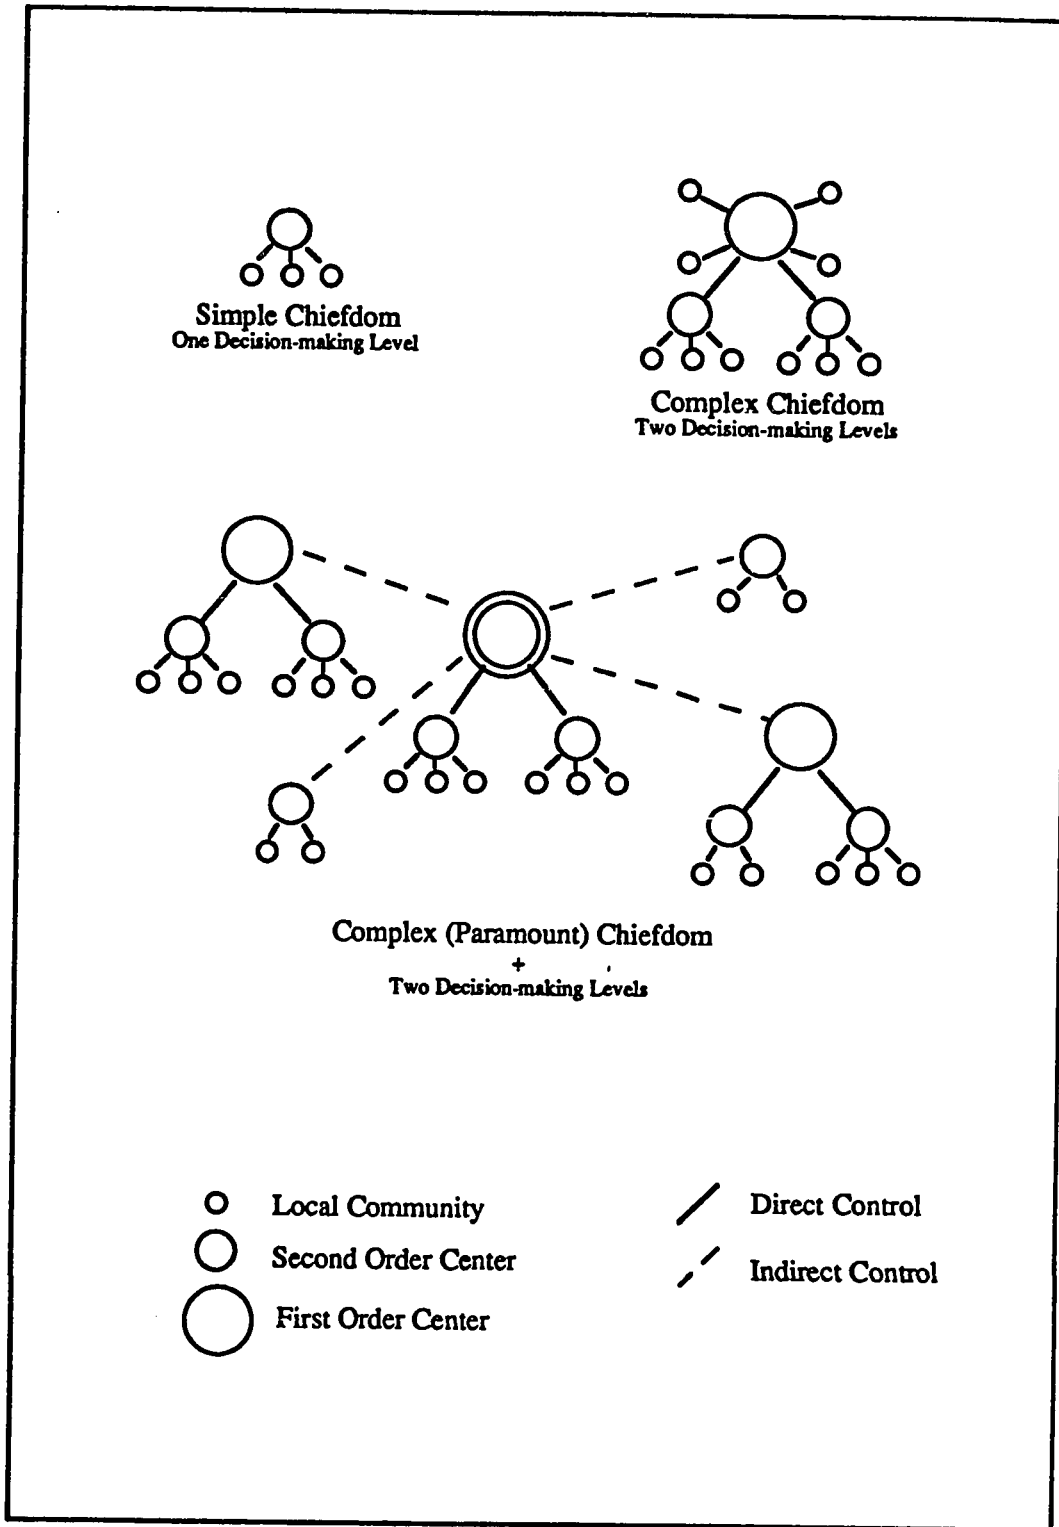 Simple Chiefdom
One Decision-making Level
Complex Chiefdom
Two Decision-making Levels
Complex (Paramount) Chiefdom
+
Two Decision-making Levels
Local Community
Second Order Center
First Order Center
Direct Control
Indirect Control